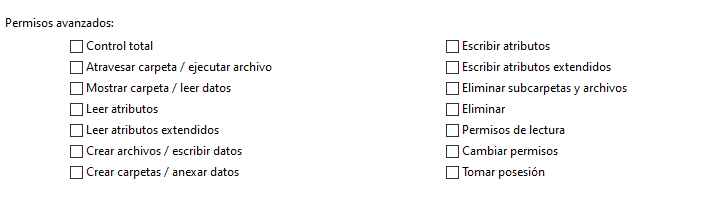 Permisos avanzados:
Control total
Atravesar carpeta / ejecutar archivo
Mostrar carpeta / leer datos
Leer atributos
Leer atributos extendidos
Crear archivos / escribir datos
Crear carpetas / anexar datos
Escribir atributos
Escribir atributos extendidos
Eliminar subcarpetas y archivos
Eliminar
Permisos de lectura
Cambiar permisos
Tomar posesión